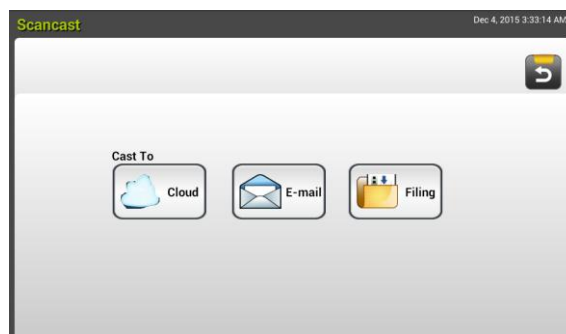 Scancast
Dec 4, 2015 3:33:14 AM
Cast To
Cloud
E-mail
Filing